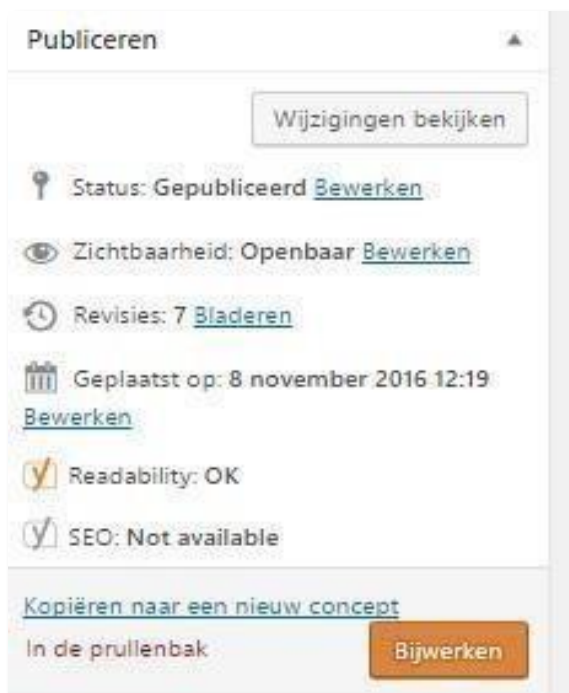 Publiceren
Wijzigingen bekijken
Status: Gepubliceerd Bewerken
Zichtbaarheid: Openbaar Bewerken
Revisies: 7 Bladeren
Geplaatst op: 8 november 2016 12:19
Bewerken
Readability: OK
SEO: Not available
Kopiëren naar een nieuw concept
In de prullenbak
Bijwerken